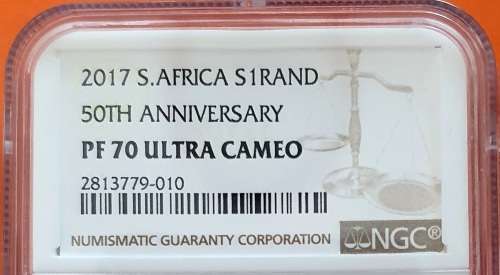 2017 S.AFRICA S1RAND
50TH ANNIVERSARY
PF 70 ULTRA CAMEO
2813779-010
NUMISMATIC GUARANTY CORPORATION NGC®